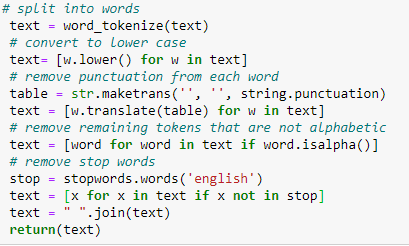 # split into words
text = word_tokenize(text)
# convert to lower case
text= [w.lower() for w in text]
# remove punctuation from each word
table = str.maketrans('', '', string.punctuation)
text = [w.translate(table) for w in text]
# remove remaining tokens that are not alphabetic
text = [word for word in text if word.isalpha()]
# remove stop words
stop = stopwords.words('english')
text = [x for x in text if x not in stop]
text = " ".join(text)
return(text)